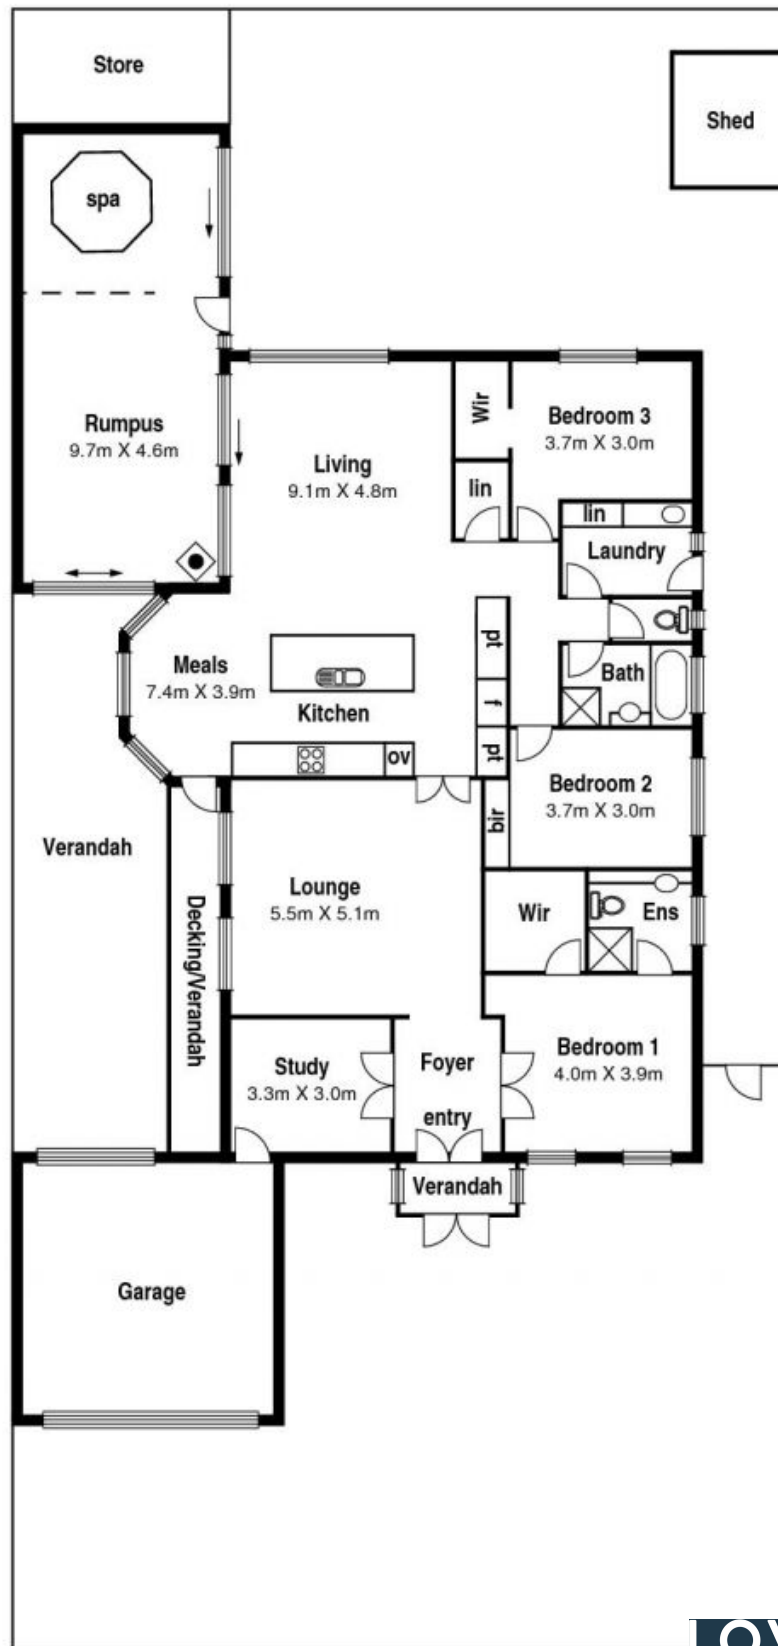 Store
Shed
spa
Rumpus
9.7m X 4.6m
Living
9.1m X 4.8m
Wir
Bedroom 3
3.7m X 3.0m
lin
lin
Laundry
Meals
7.4m X 3.9m
pt
Bath
f
Kitchen
ov
pt
Bedroom 2
3.7m X 3.0m
bir
Verandah
Lounge
5.5m X 5.1m
Decking/Verandah
Wir
Ens
Study
3.3m X 3.0m
Foyer
entry
Bedroom 1
4.0m X 3.9m
Verandah
Garage